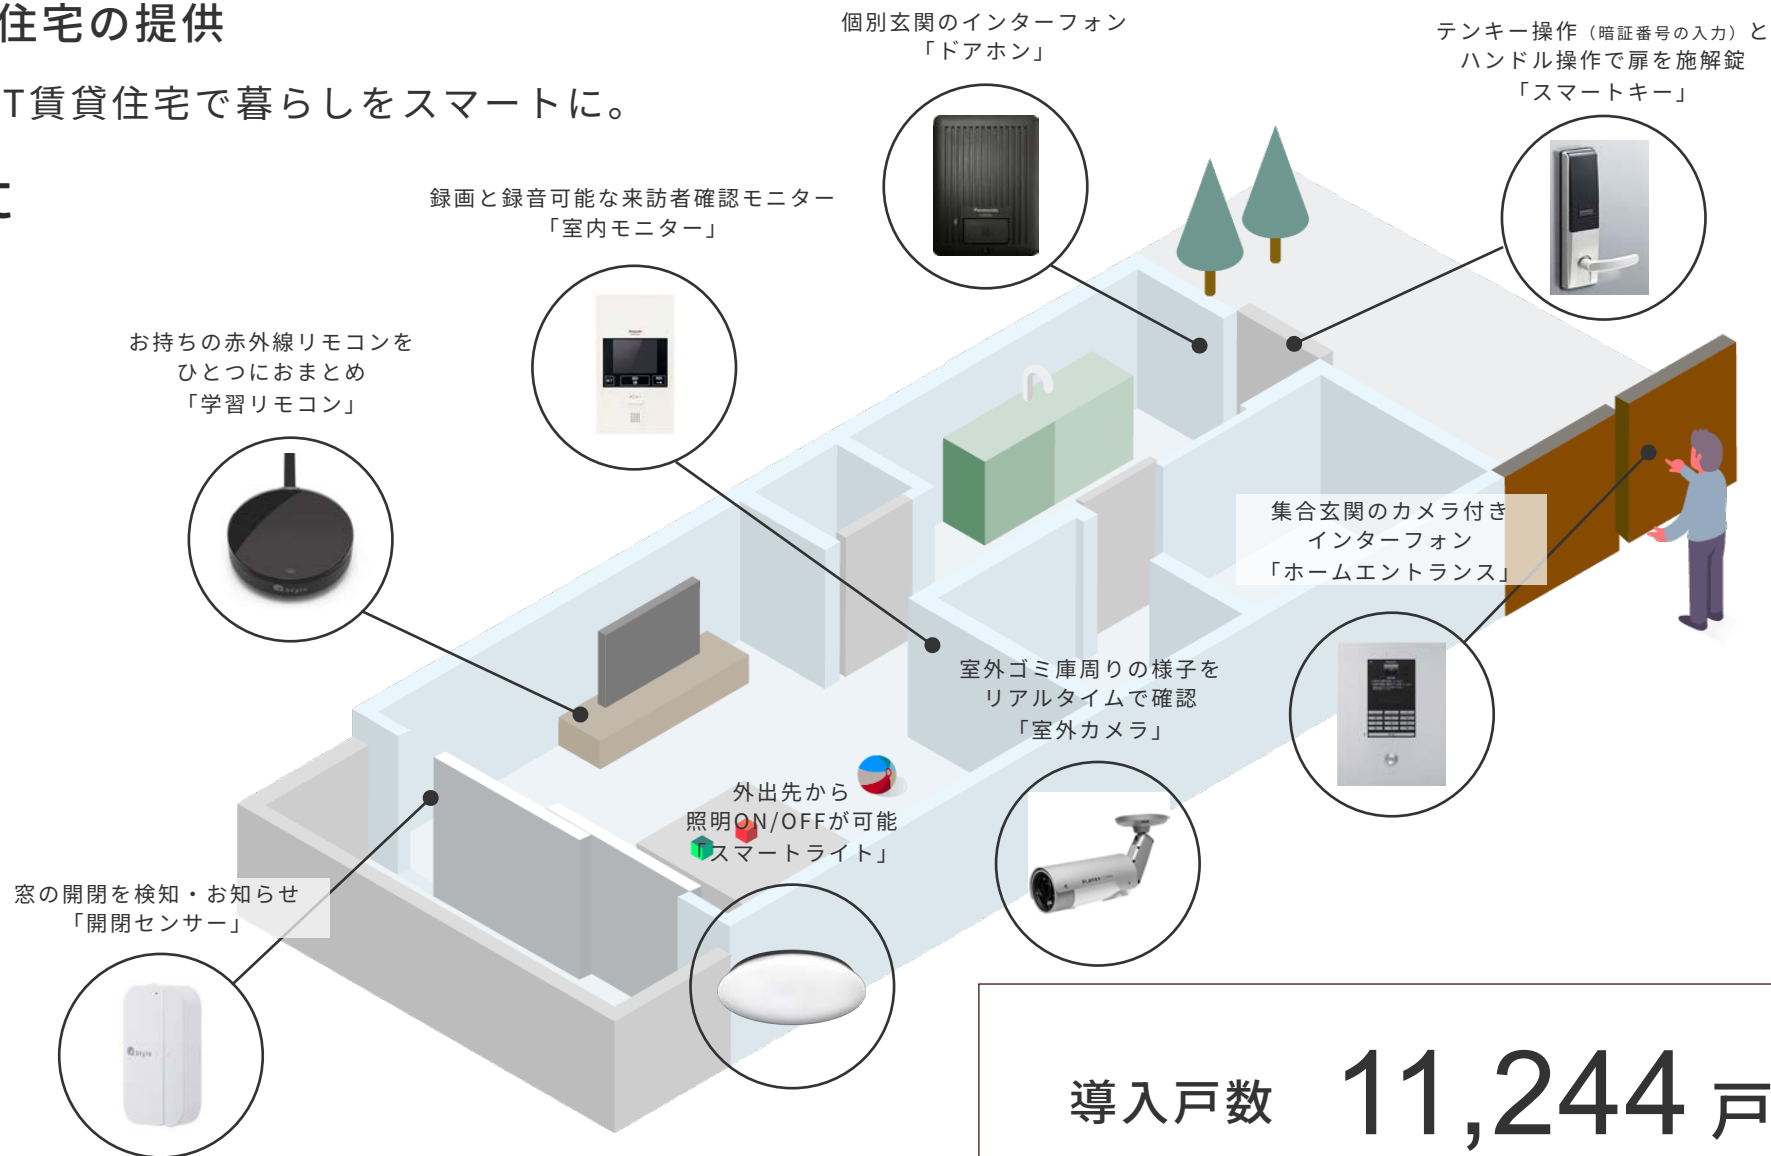 住宅の提供
T賃貸住宅で暮らしをスマートに。
に
個別玄関のインターフォン
「ドアホン」
テンキー操作（暗証番号の入力）と
ハンドル操作で扉を施解錠
「スマートキー」
録画と録音可能な来訪者確認モニター
「室内モニター」
お持ちの赤外線リモコンを
ひとつにおまとめ
「学習リモコン」
集合玄関のカメラ付き
インターフォン
「ホームエントランス」
室外ゴミ庫周りの様子を
リアルタイムで確認
「室外カメラ」
外出先から
照明ON/OFFが可能
「スマートライト」
窓の開閉を検知・お知らせ
「開閉センサー」
Panasonic
Style
Style
PLANEX
導入戸数 11,244 戸